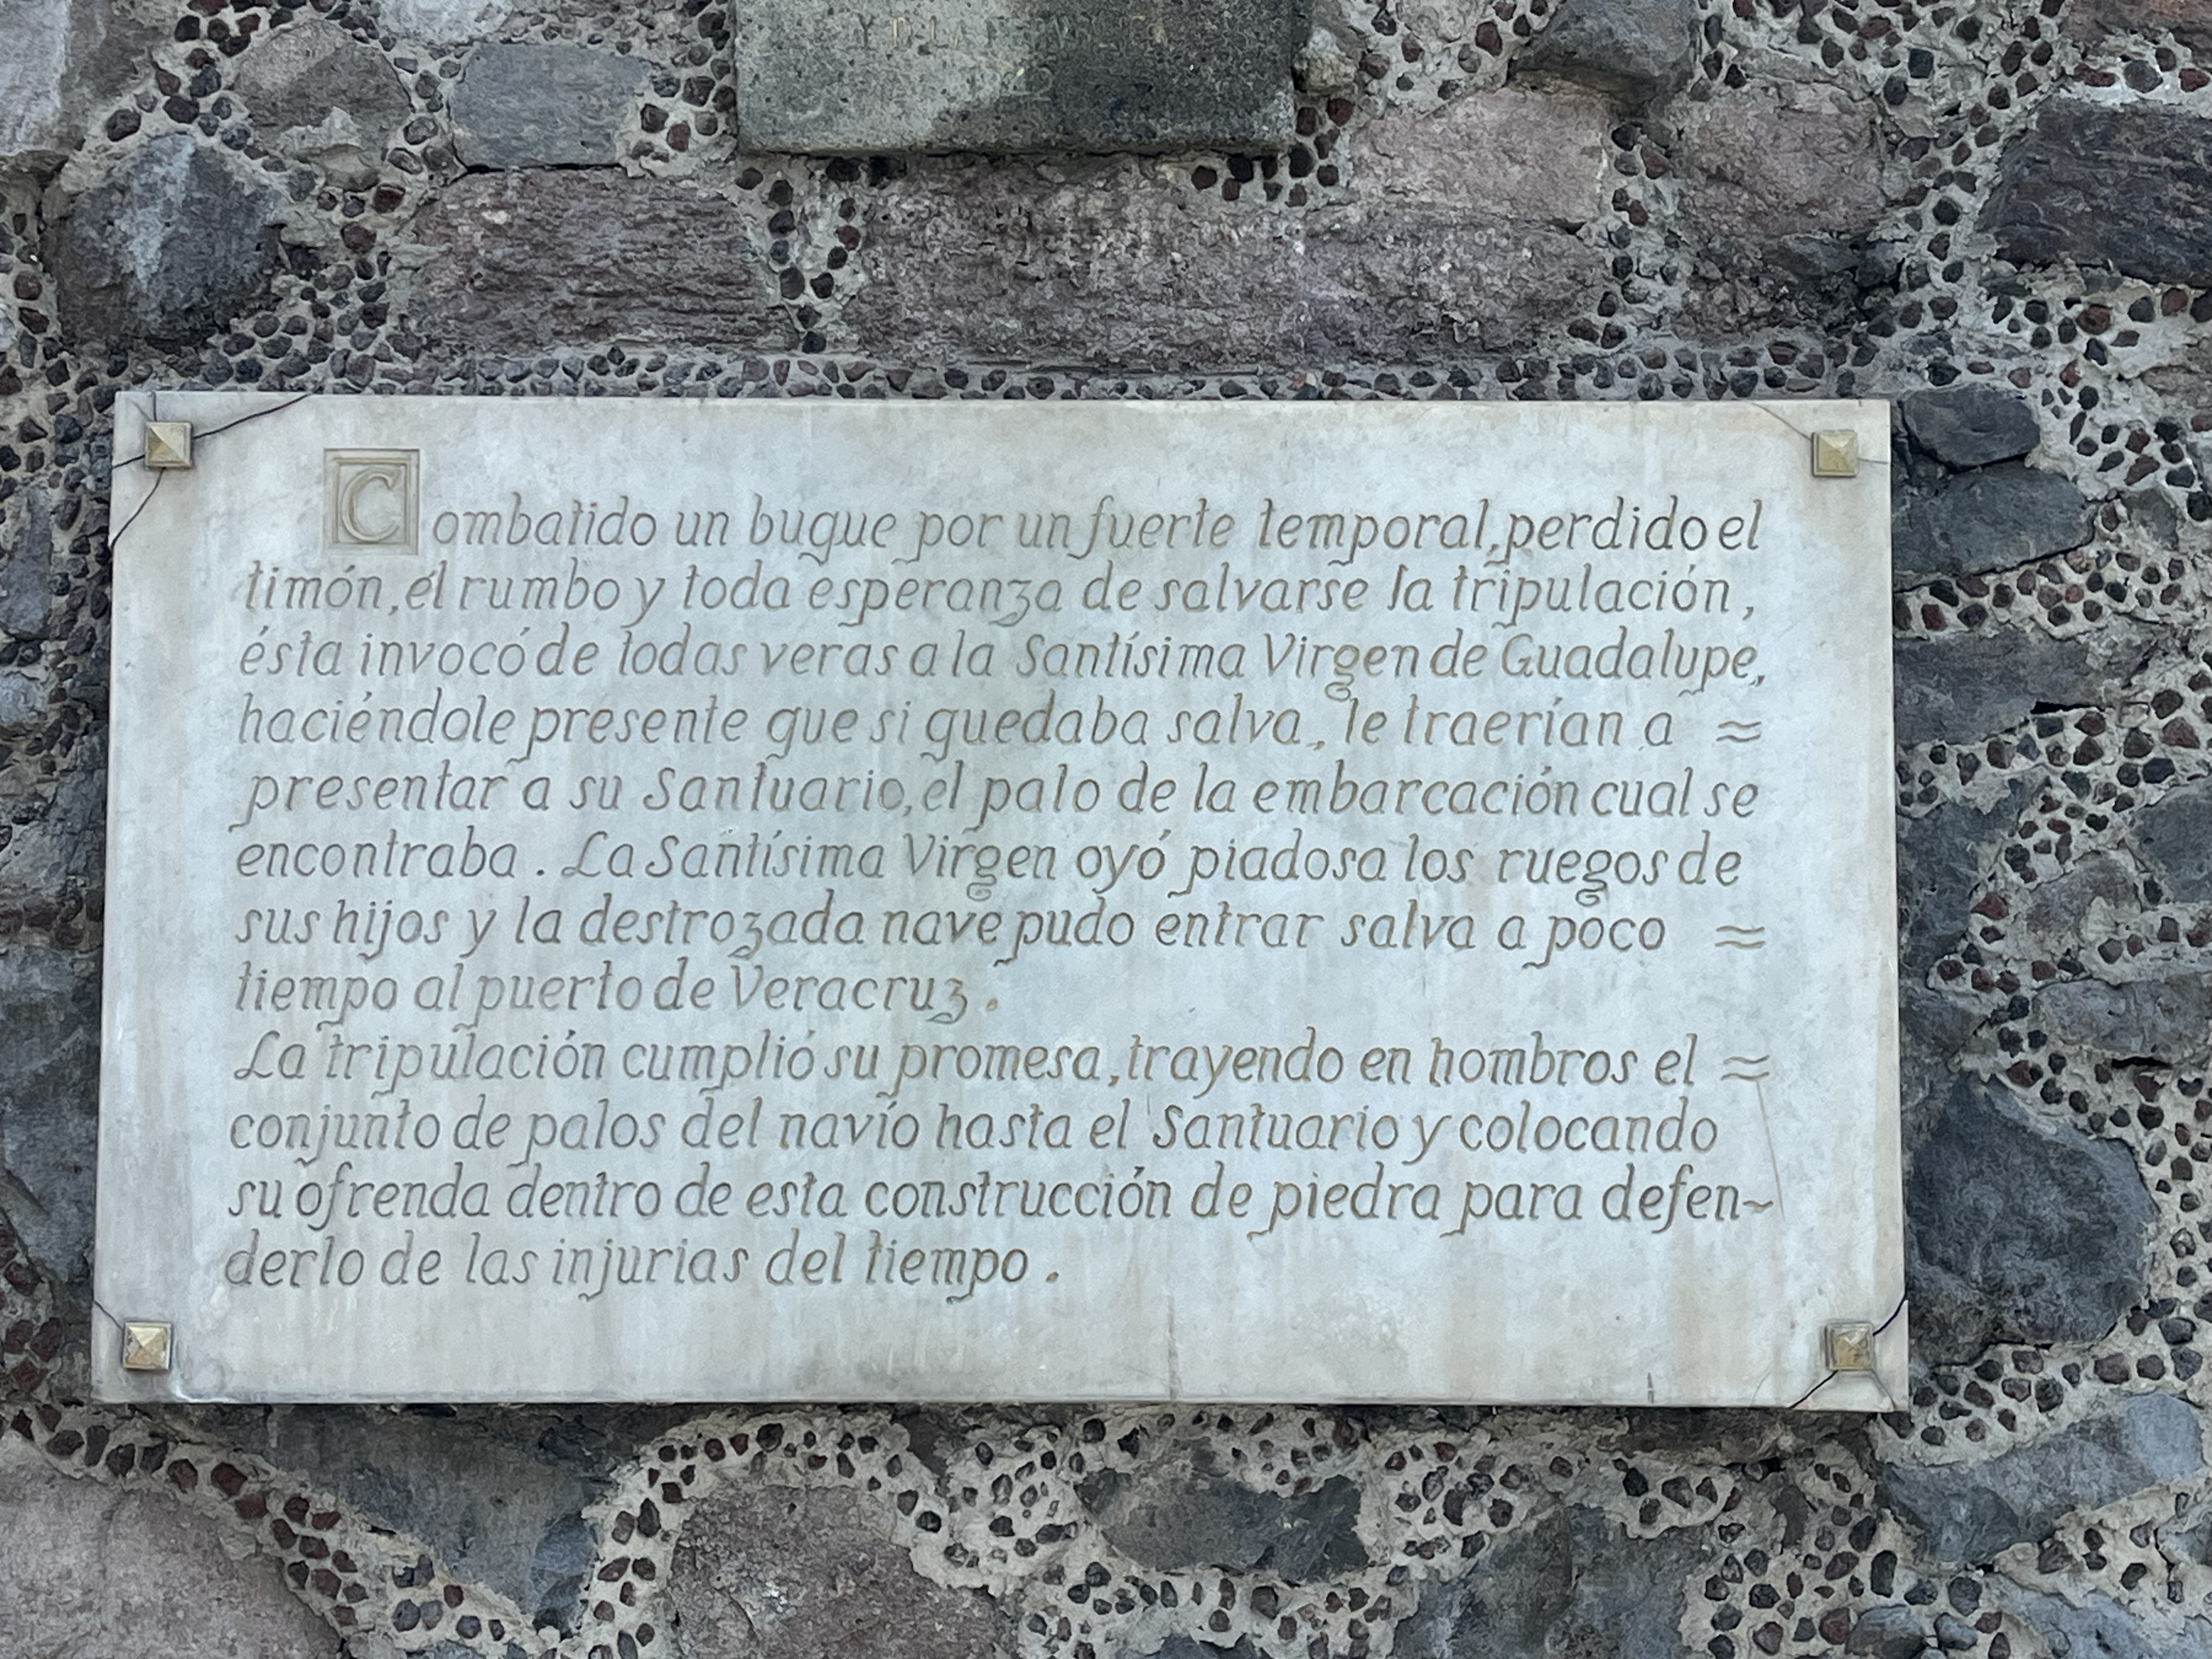 Combatido un buque por un fuerte temporal, perdido el
timón, el rumbo y toda esperanza de salvarse la tripulación,
ésta invocó de todas veras a la Santísima Virgen de Guadalupe,
haciéndole presente que si quedaba salva, le traerían a ≈
presentar a su Santuario, el palo de la embarcación cual se
encontraba. La Santísima Virgen oyó piadosa los ruegos de
sus hijos y la destrozada nave pudo entrar salva a poco ≈
tiempo al puerto de Veracruz.
La tripulación cumplió su promesa, trayendo en hombros el ≈
conjunto de palos del navío hasta el Santuario y colocando
su ofrenda dentro de esta construcción de piedra para defen~
derlo de las injurias del tiempo.